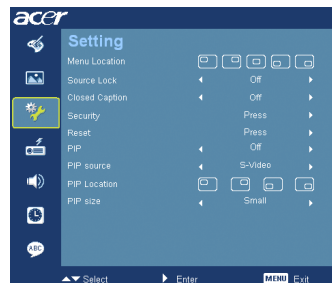 acer
Setting
Menu Location
Source Lock Off
Closed Caption Off
Security Press
Reset Press
PIP Off
PIP source S-Video
PIP Location
PIP size Small
ABC
Select Enter MENU Exit